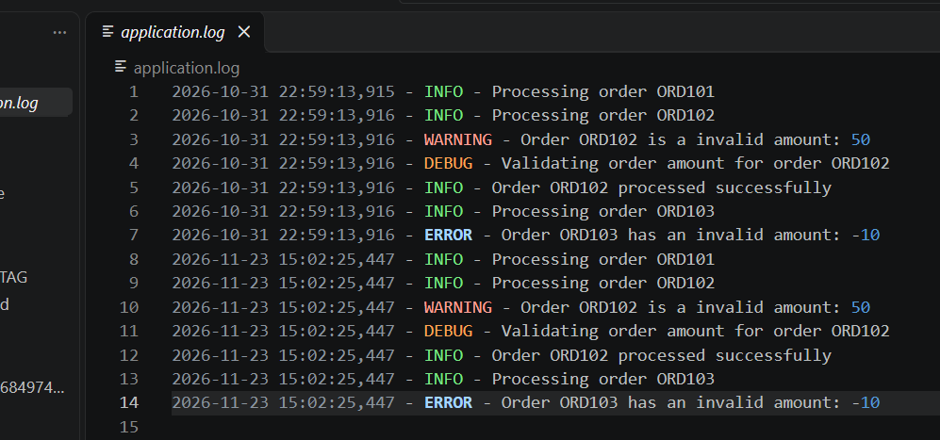 ...
application.log
on.log
application.log
1 2026-10-31 22:59:13,915 - INFO - Processing order ORD101
2 2026-10-31 22:59:13,916 - INFO - Processing order ORD102
3 2026-10-31 22:59:13,916 - WARNING - Order ORD102 is a invalid amount: 50
4 2026-10-31 22:59:13,916 - DEBUG - Validating order amount for order ORD102
5 2026-10-31 22:59:13,916 - INFO - Order ORD102 processed successfully
e
6 2026-10-31 22:59:13,916 - INFO - Processing order ORD103
7 2026-10-31 22:59:13,916 - ERROR - Order ORD103 has an invalid amount: -10
8 2026-11-23 15:02:25,447 - INFO - Processing order ORD101
TAG
9 2026-11-23 15:02:25,447 - INFO - Processing order ORD102
d
10 2026-11-23 15:02:25,447 - WARNING - Order ORD102 is a invalid amount: 50
11 2026-11-23 15:02:25,447 - DEBUG - Validating order amount for order ORD102
12 2026-11-23 15:02:25,447 - INFO - Order ORD102 processed successfully
13 2026-11-23 15:02:25,447 - INFO - Processing order ORD103
684974...
14 2026-11-23 15:02:25,447 - ERROR - Order ORD103 has an invalid amount: -10
15